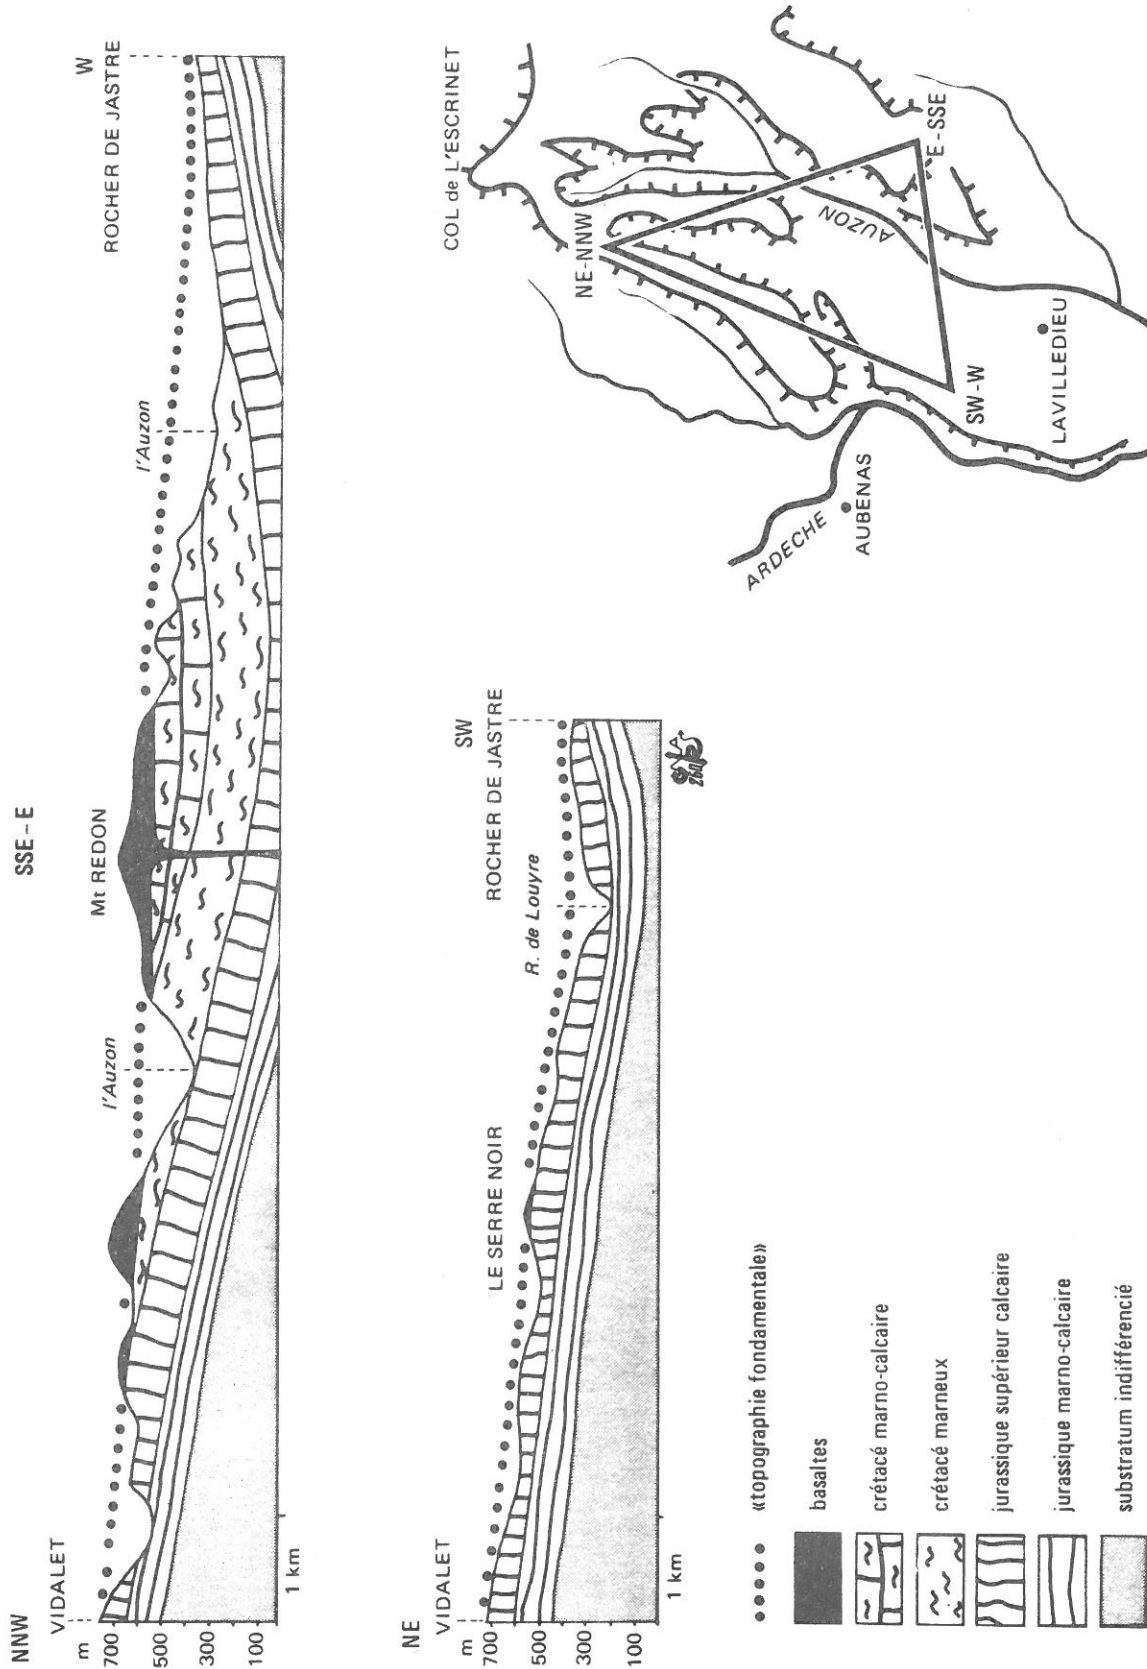 NNW
SSE-E
VIDALET
l'Auzon
Mt REDON
l'Auzon
ROCHER DE JASTRE
W
m
700
500
300
100
1 km
NE
VIDALET
LE SERRE NOIR
R. de Louyre
ROCHER DE JASTRE
SW
m
700
500
300
100
1 km
COL de L'ESCRINET
NE-NNW
AUZON
E-SSE
SW-W
ARDECHE
AUBENAS
LAVILLEDIEU
«topographie fondamentale»
basaltes
crétacé marno-calcaire
crétacé marneux
jurassique supérieur calcaire
jurassique marno-calcaire
substratum indifférencié